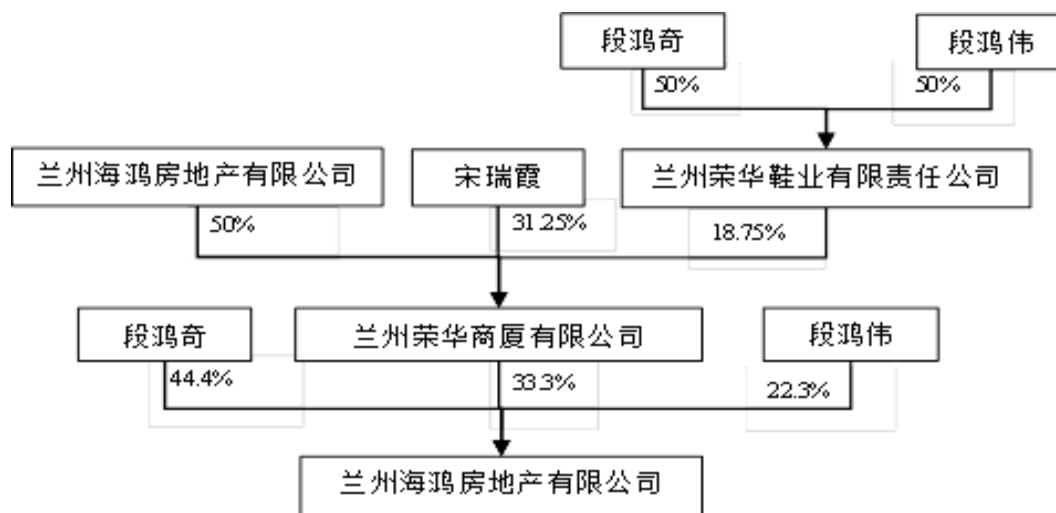 段鸿奇
段鸿伟
50%
50%
兰州海鸿房地产有限公司
宋瑞霞
兰州荣华鞋业有限责任公司
50%
31.25%
18.75%
段鸿奇
兰州荣华商厦有限公司
段鸿伟
44.4%
33.3%
22.3%
兰州海鸿房地产有限公司